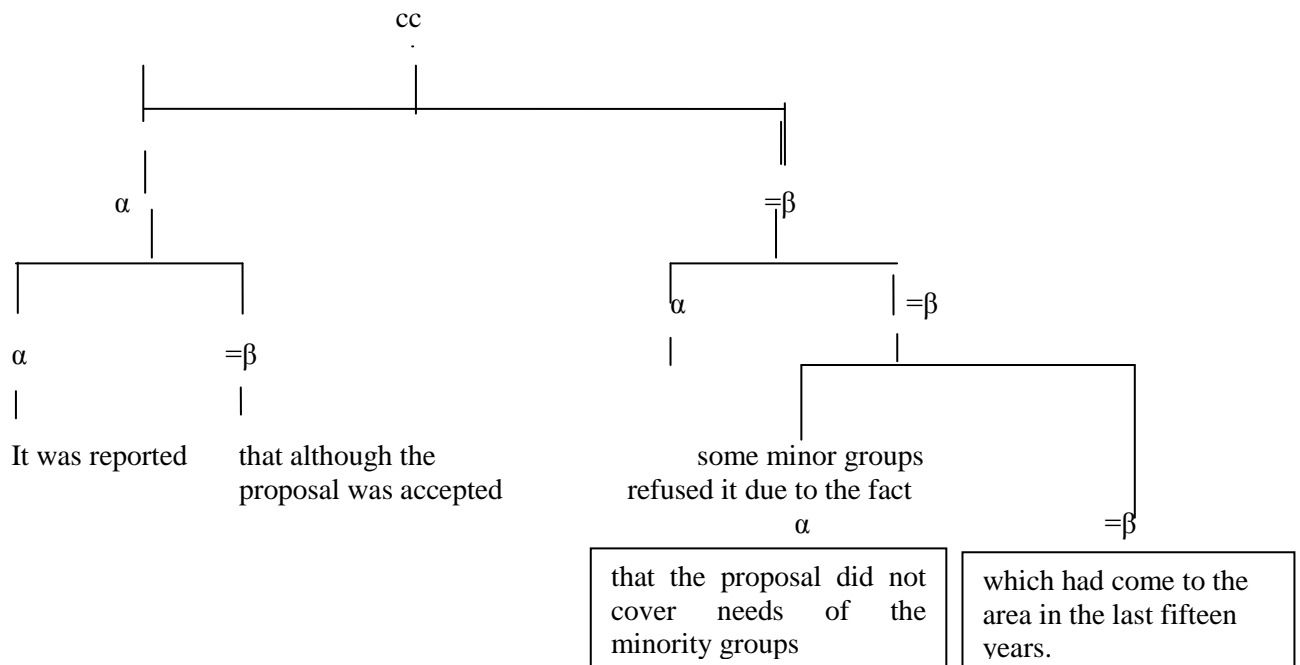 cc
α
=β
α
=β
α
=β
It was reported
that although the
proposal was accepted
some minor groups
refused it due to the fact
α
=β
that the proposal did not
cover needs of the
minority groups
which had come to the
area in the last fifteen
years.